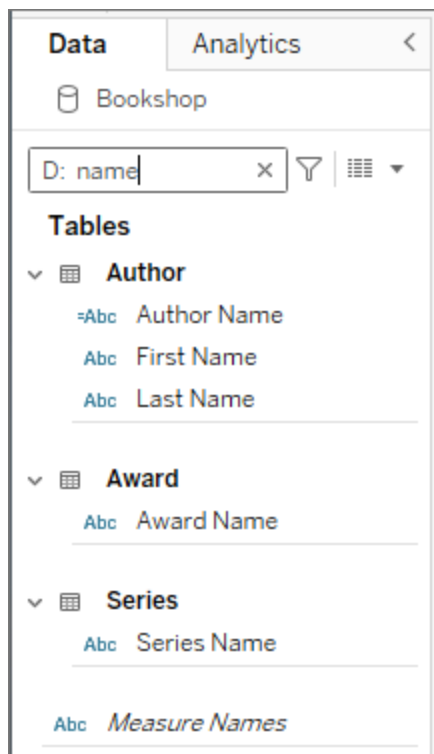 Data Analytics
Bookshop
D: name
Tables
Author
=Abc Author Name
Abc First Name
Abc Last Name
Award
Abc Award Name
Series
Abc Series Name
Abc Measure Names